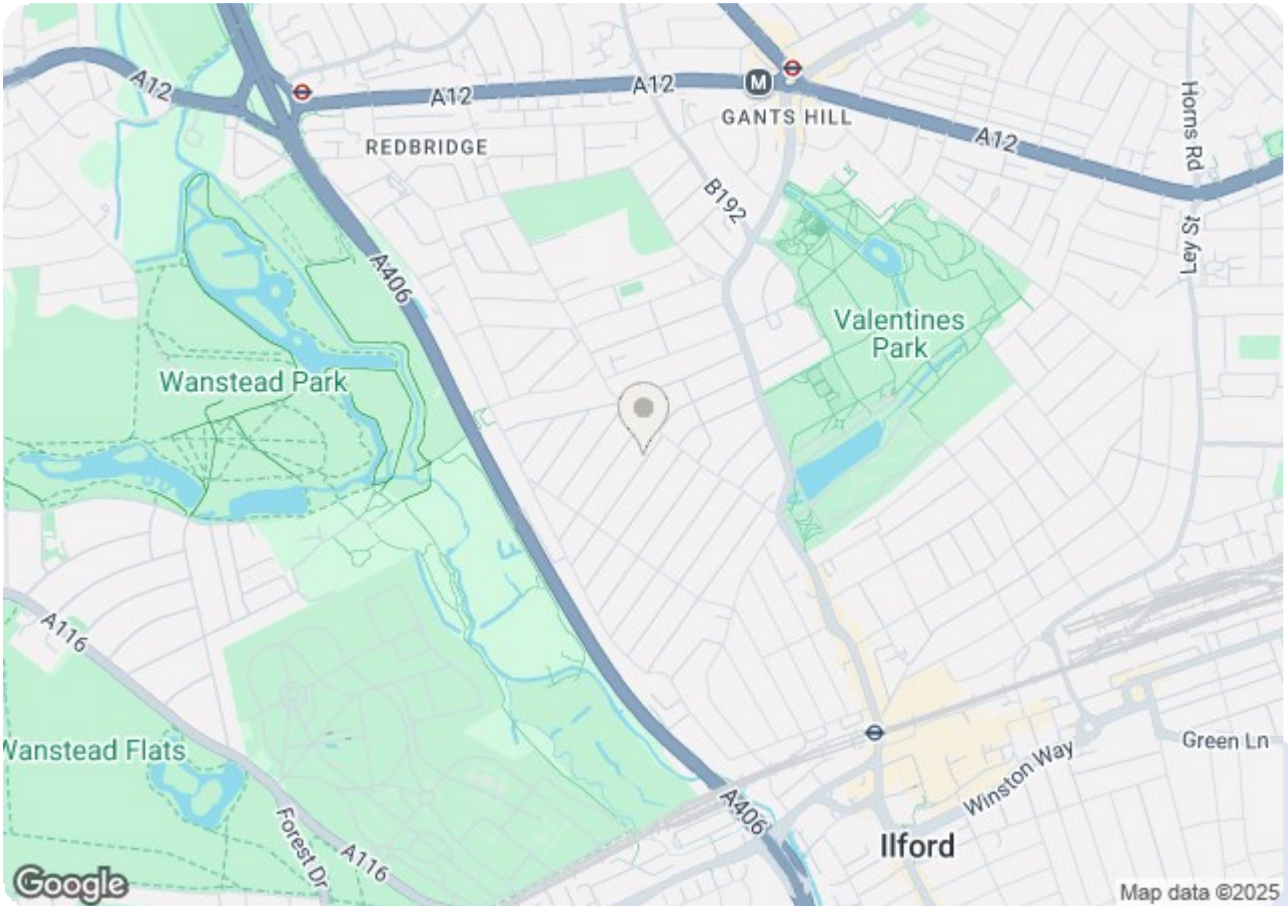 A12
A12
A12
M
GANTS HILL
REDBRIDGE
A12
Horns Rd
B192
Ley St
A406
Valentines
Park
Wanstead Park
A116
Wanstead Flats
Green Ln
Winston Way
A406
Forest Dr
A116
Ilford
Google
Map data ©2025